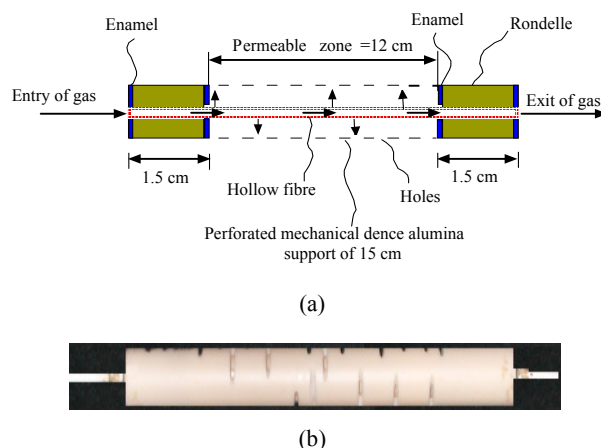 Enamel
Enamel
Rondelle
Permeable zone =12 cm
Entry of gas
Exit of gas
1.5 cm
1.5 cm
Hollow fibre
Holes
Perforated mechanical dence alumina
support of 15 cm
(a)
(b)